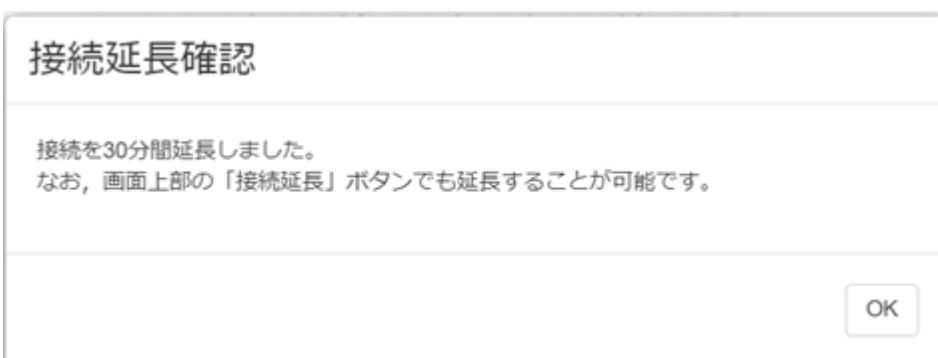 接続延長確認
接続を30分間延長しました。
なお，画面上部の「接続延長」ボタンでも延長することが可能です。
OK